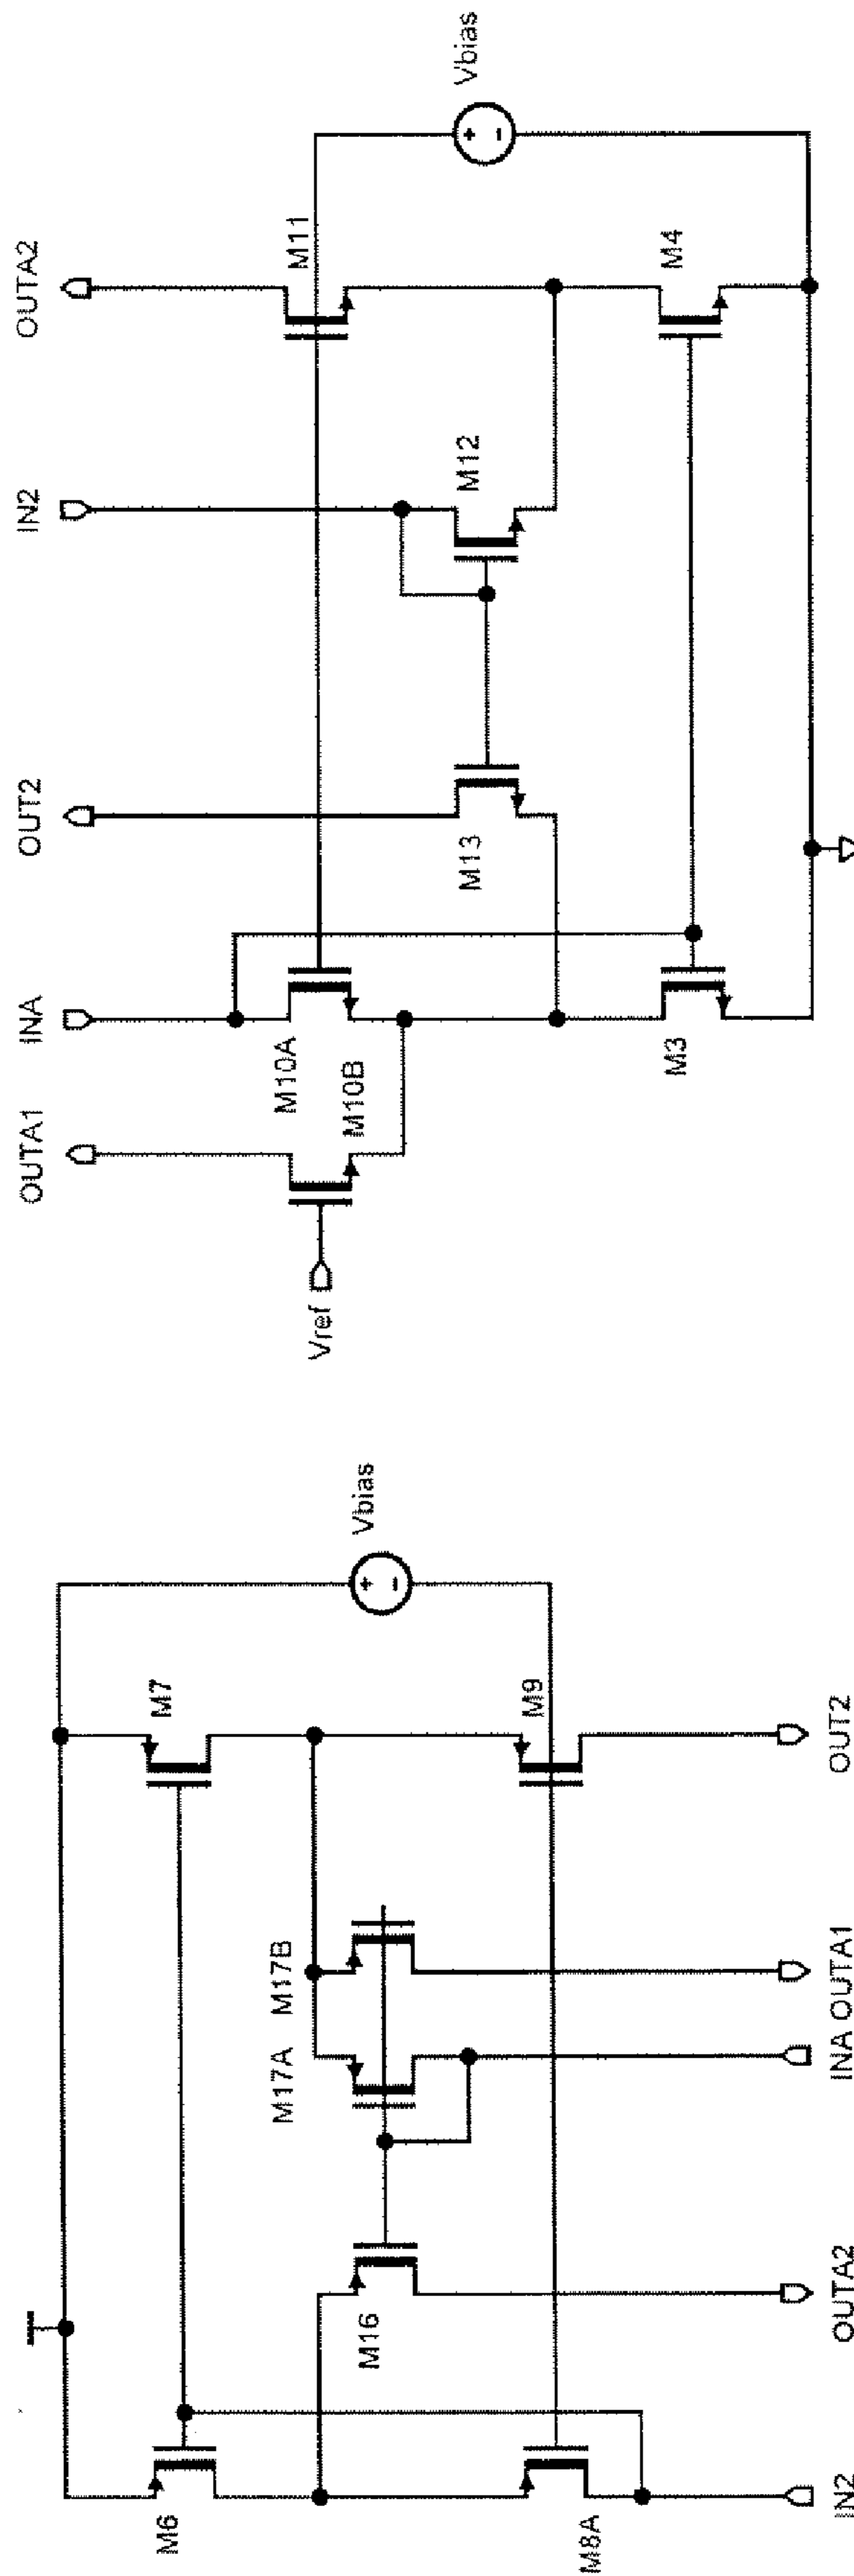 M6
M7
Vbias
+
-
M17A
M17B
M16
M8A
M9
IN2
OUTA2
INA
OUTA1
OUT2
OUTA1
INA
OUT2
IN2
OUTA2
Vref
M10A
M10B
M11
M13
M12
Vbias
+
-
M3
M4